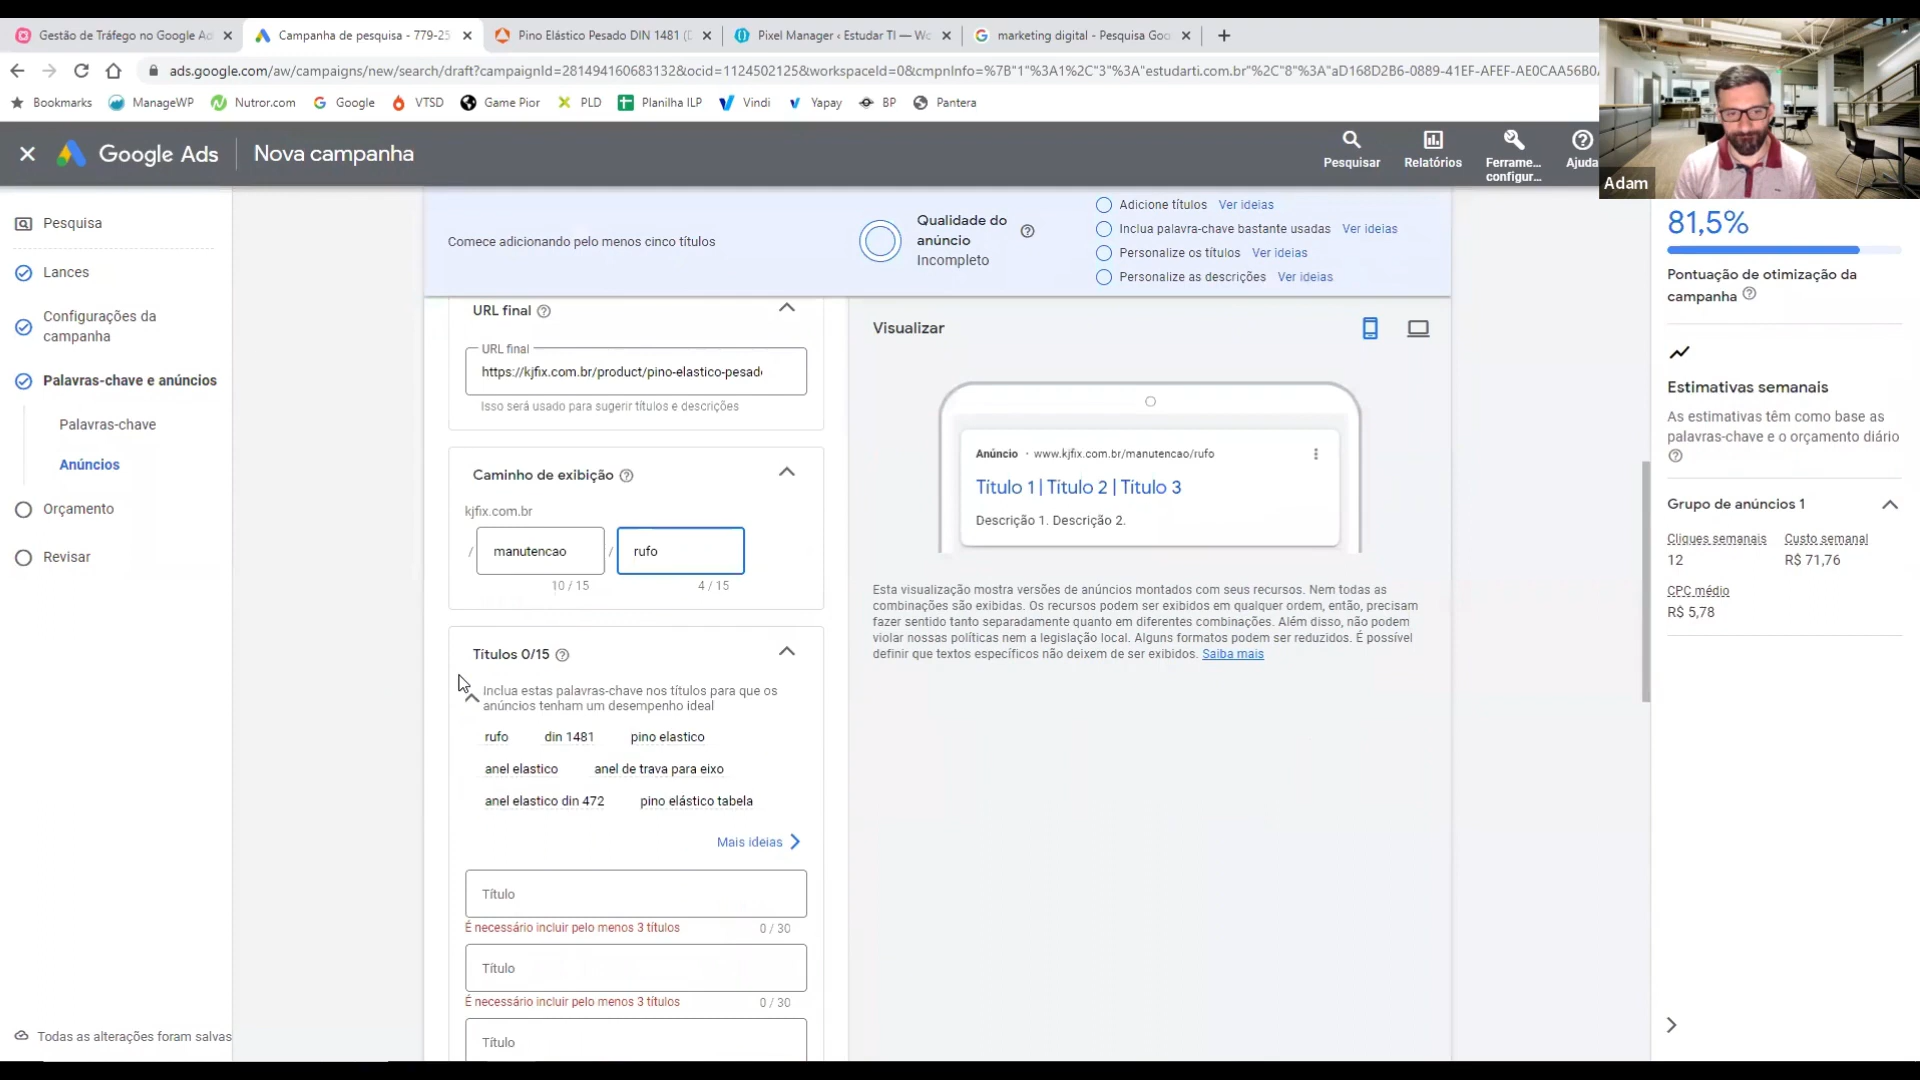 Gestão de Tráfego no Google Ad
Campanha de pesquisa - 779-25
Pino Elástico Pesado DIN 1481 (D
Pixel Manager ‹ Estudar TI — Wo
marketing digital - Pesquisa Goo
ads.google.com/aw/campaigns/new/search/draft?campaignId=281494160683132&ocid=1124502125&workspaceId=0&cmpnInfo=%7B"1"%3A1%2C"3"%3A"estudarti.com.br"%2C"8"%3A"aD168D2B6-0889-41EF-AFEF-AE0CAA56B0
Bookmarks
ManageWP
Nutror.com
Google
VTSD
Game Pior
PLD
Planilha ILP
Vindi
Yapay
BP
Pantera
Google Ads
Nova campanha
Pesquisar
Relatórios
Ferrame...
configur...
Ajuda
Adam
Pesquisa
Lances
Configurações da
campanha
Palavras-chave e anúncios
Palavras-chave
Anúncios
Orçamento
Revisar
Todas as alterações foram salvas
Comece adicionando pelo menos cinco títulos
Qualidade do
anúncio
Incompleto
Adicione títulos Ver ideias
Inclua palavra-chave bastante usadas Ver ideias
Personalize os títulos Ver ideias
Personalize as descrições Ver ideias
URL final
URL final
https://kjfix.com.br/product/pino-elastico-pesad
Isso será usado para sugerir títulos e descrições
Caminho de exibição
kjfix.com.br
/ manutencao / rufo
10 / 15
4 / 15
Títulos 0/15
Inclua estas palavras-chave nos títulos para que os
anúncios tenham um desempenho ideal
rufo din 1481 pino elastico
anel elastico anel de trava para eixo
anel elastico din 472 pino elástico tabela
Mais ideias
Título
É necessário incluir pelo menos 3 títulos 0 / 30
Título
É necessário incluir pelo menos 3 títulos 0 / 30
Título
Visualizar
Anúncio · www.kjfix.com.br/manutencao/rufo
Título 1 | Título 2 | Título 3
Descrição 1. Descrição 2.
Esta visualização mostra versões de anúncios montados com seus recursos. Nem todas as
combinações são exibidas. Os recursos podem ser exibidos em qualquer ordem, então, precisam
fazer sentido tanto separadamente quanto em diferentes combinações. Além disso, não podem
violar nossas políticas nem a legislação local. Alguns formatos podem ser reduzidos. É possível
definir que textos específicos não deixem de ser exibidos. Saiba mais
81,5%
Pontuação de otimização da
campanha
Estimativas semanais
As estimativas têm como base as
palavras-chave e o orçamento diário
Grupo de anúncios 1
Cliques semanais Custo semanal
12 R$ 71,76
CPC médio
R$ 5,78